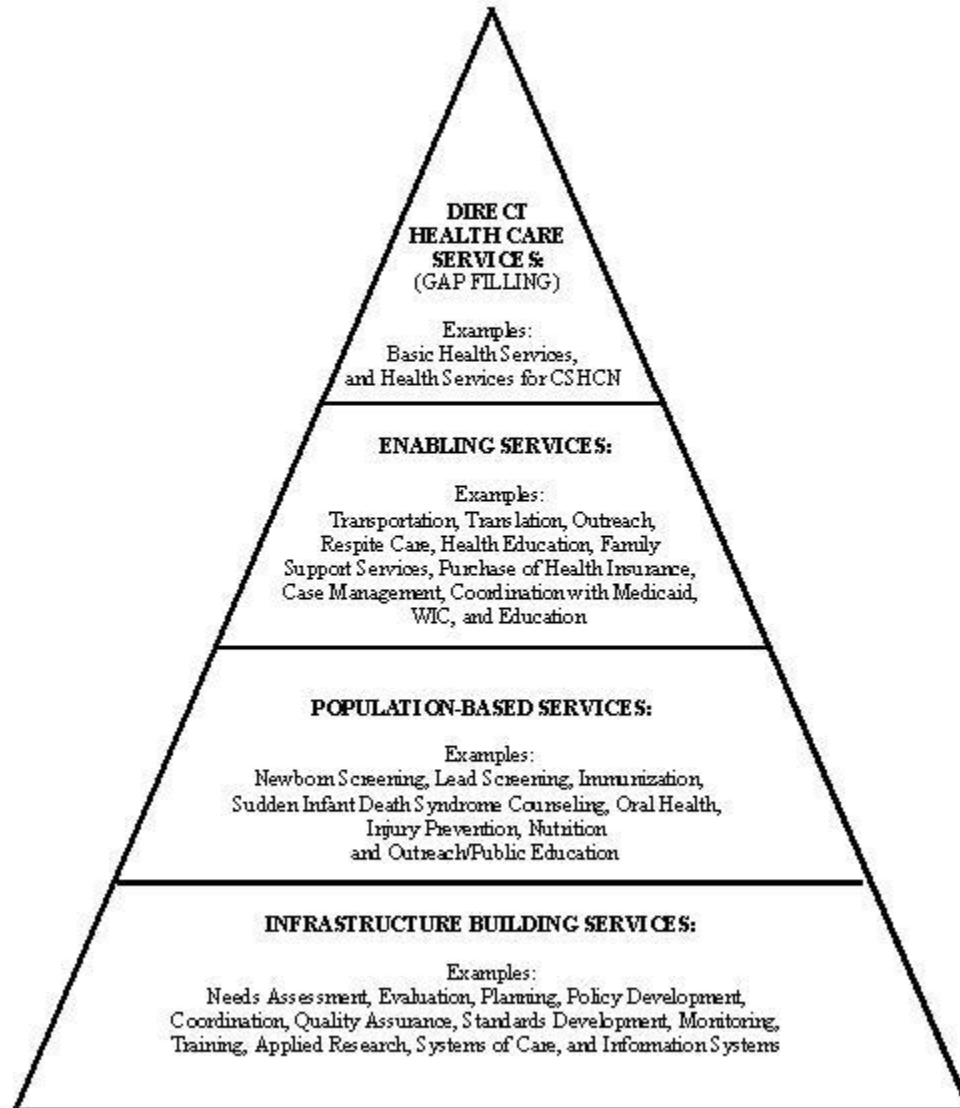 DIRECT
HEALTH CARE
SERVICES:
(GAP FILLING)
Examples:
Basic Health Services,
and Health Services for CSHCN
ENABLING SERVICES:
Examples:
Transportation, Translation, Outreach,
Respite Care, Health Education, Family
Support Services, Purchase of Health Insurance,
Case Management, Coordination with Medicaid,
WIC, and Education
POPULATION-BASED SERVICES:
Examples:
Newborn Screening, Lead Screening, Immunization,
Sudden Infant Death Syndrome Counseling, Oral Health,
Injury Prevention, Nutrition
and Outreach/Public Education
INFRASTRUCTURE BUILDING SERVICES:
Examples:
Needs Assessment, Evaluation, Planning, Policy Development,
Coordination, Quality Assurance, Standards Development, Monitoring,
Training, Applied Research, Systems of Care, and Information Systems